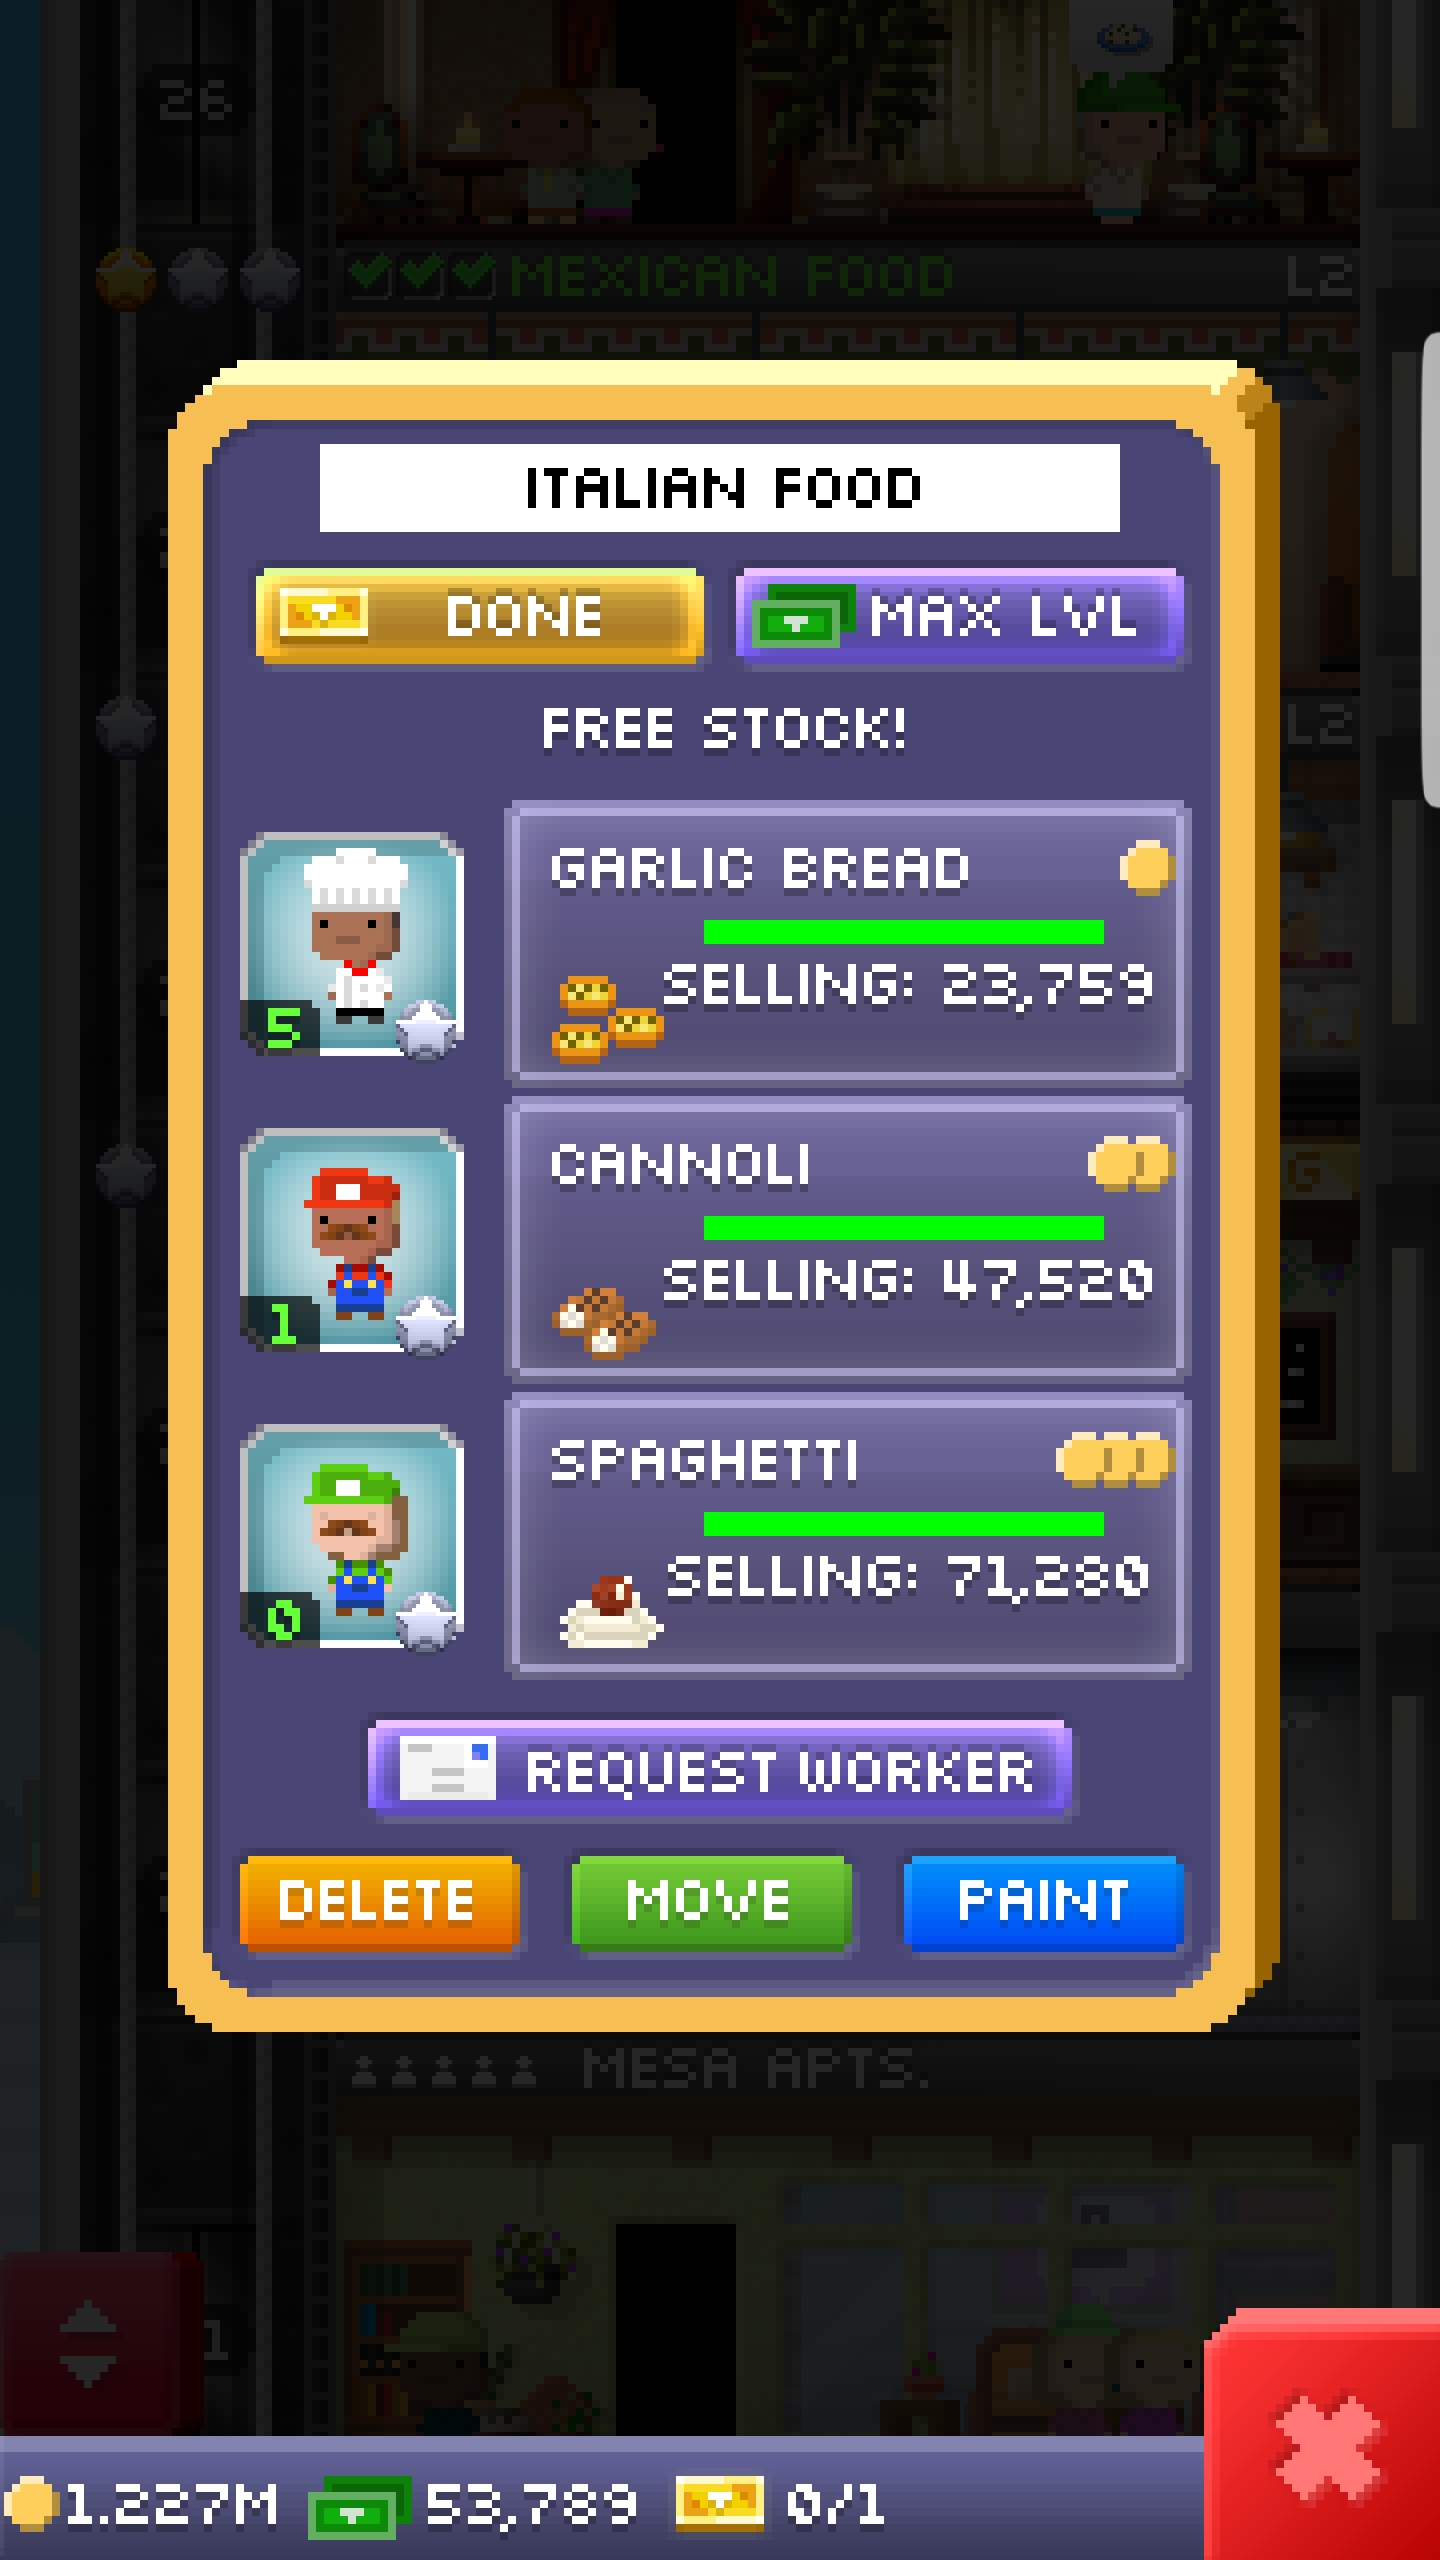 26
MEXICAN FOOD L2
ITALIAN FOOD
DONE
MAX LVL
FREE STOCK!
L2
GARLIC BREAD
SELLING: 23,759
5
CANNOLI
SELLING: 47,520
1
SPAGHETTI
SELLING: 71,280
0
REQUEST WORKER
DELETE
MOVE
PAINT
MESA APTS.
1.227M 53,789 0/1